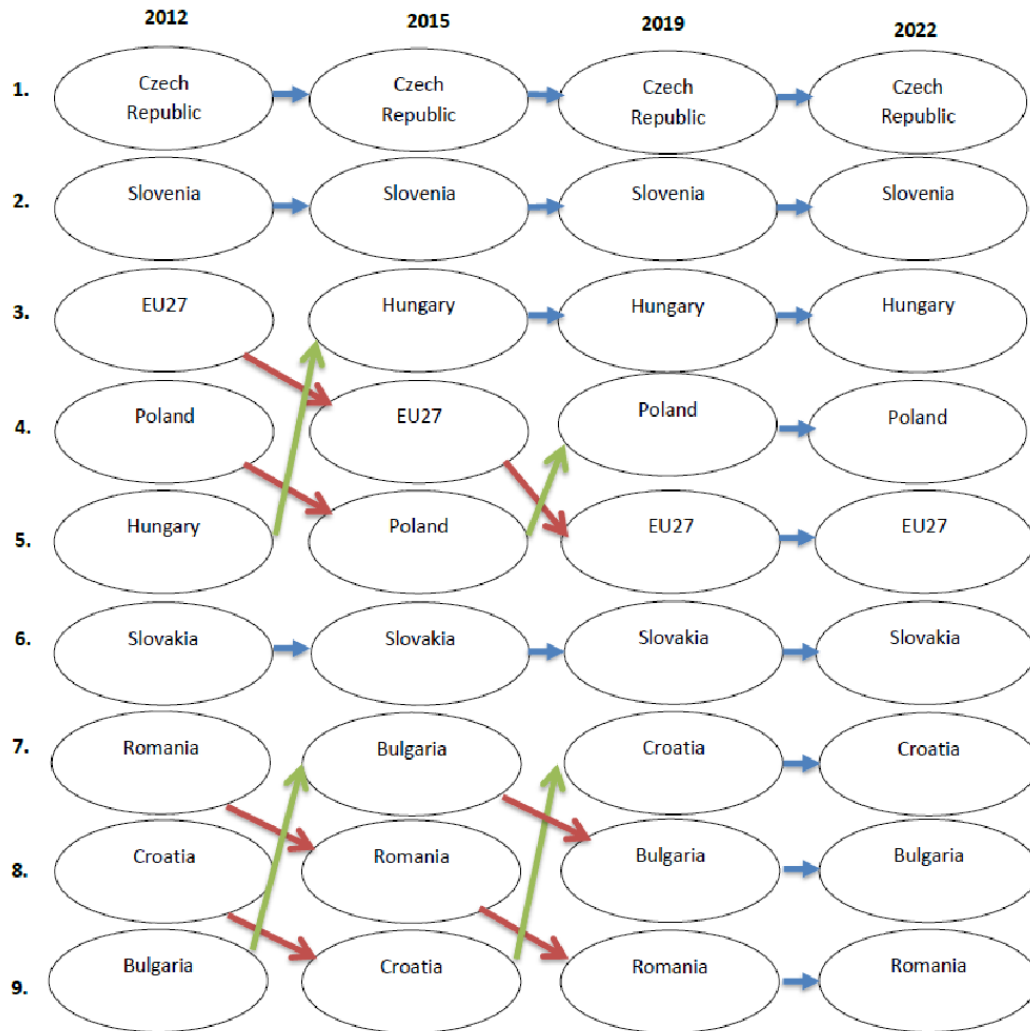 2012 2015 2019 2022
1. Czech Czech Czech Czech
Republic Republic Republic Republic
2. Slovenia Slovenia Slovenia Slovenia
3. EU27 Hungary Hungary Hungary
4. Poland EU27 Poland Poland
5. Hungary Poland EU27 EU27
6. Slovakia Slovakia Slovakia Slovakia
7. Romania Bulgaria Croatia Croatia
8. Croatia Romania Bulgaria Bulgaria
9. Bulgaria Croatia Romania Romania